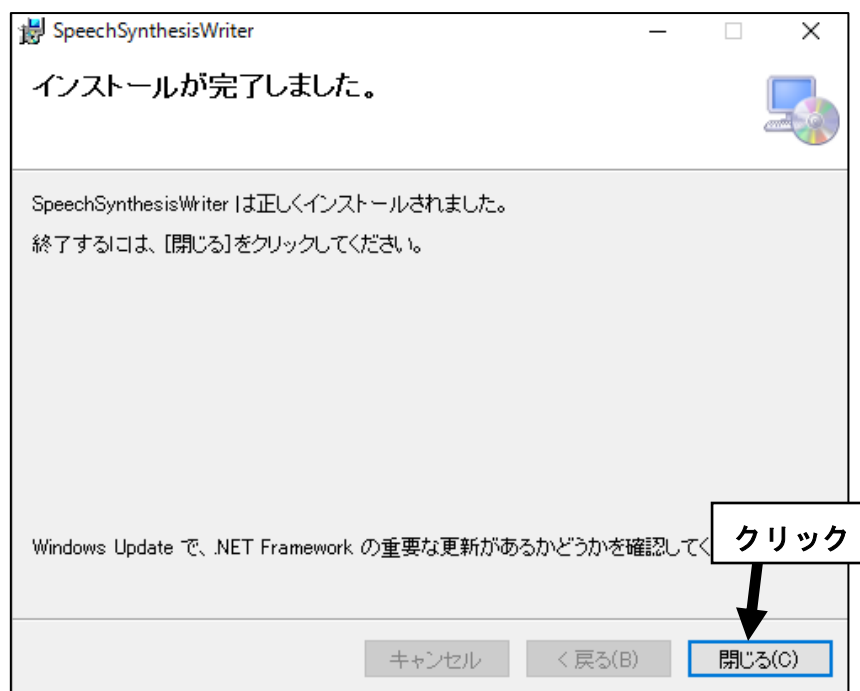 SpeechSynthesisWriter
インストールが完了しました。
SpeechSynthesisWriter は正しくインストールされました。
終了するには、[閉じる]をクリックしてください。
Windows Update で、.NET Framework の重要な更新があるかどうかを確認してく
クリック
キャンセル
< 戻る(B)
閉じる(C)